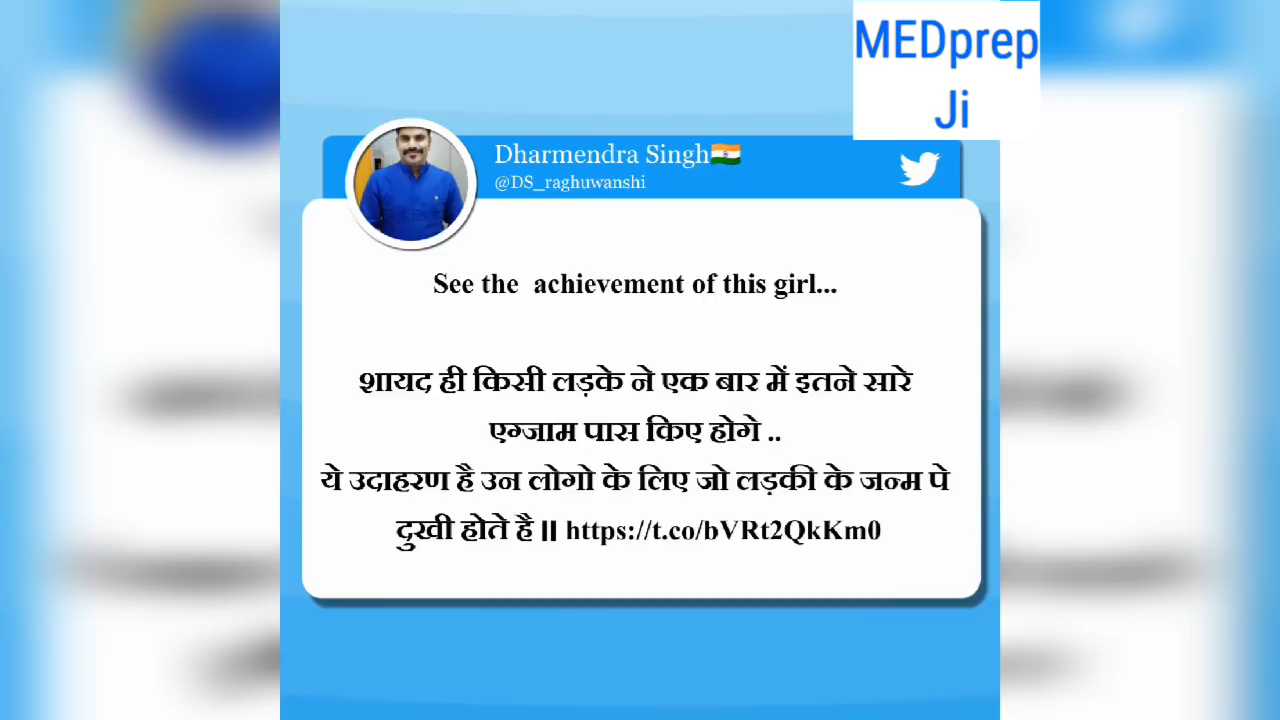 MEDprep
Ji
Dharmendra Singh🇮🇳
@DS_raghuwanshi
See the  achievement of this girl...
शायद ही किसी लड़के ने एक बार में इतने सारे
एग्जाम पास किए होगे ..
ये उदाहरण है उन लोगो के लिए जो लड़की के जन्म पे
दुखी होते है॥ https://t.co/bVRt2QkKm0